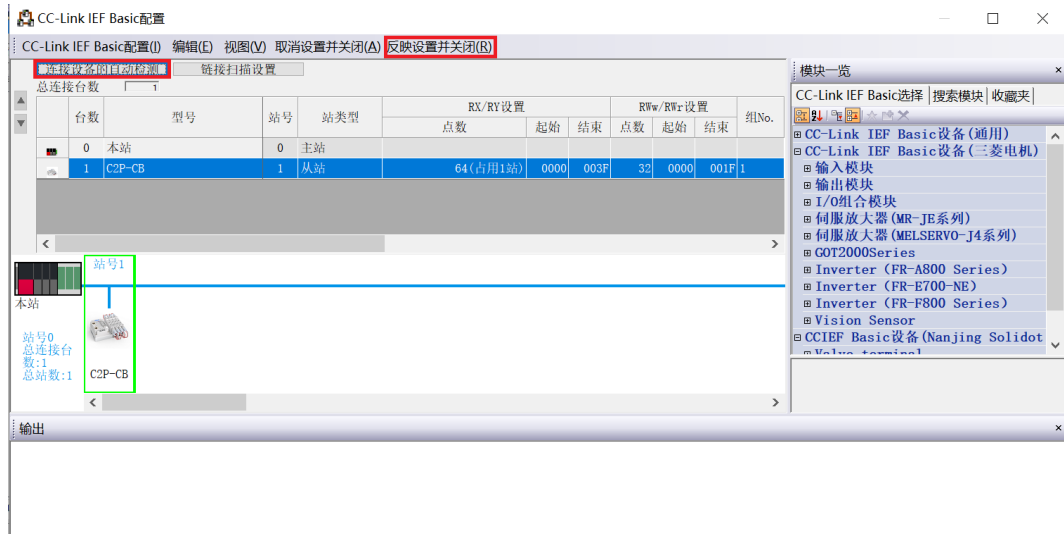 CC-Link IEF Basic配置
CC-Link IEF Basic配置(I) 编辑(E) 视图(V) 取消设置并关闭(A) 反映设置并关闭(R)
连接设备的自动检测 链接扫描设置
总连接台数 1
台数 型号 站号 站类型 RX/RY设置 RWw/RWr设置 组No.
点数 起始 结束 点数 起始 结束
0 本站 0 主站
1 C2P-CB 1 从站 64(占用1站) 0000 003F 32 0000 001F 1
站号1
本站
站号0
总连接台
数:1
总站数:1
C2P-CB
模块一览
CC-Link IEF Basic选择 搜索模块 收藏夹
CC-Link IEF Basic设备(通用)
CC-Link IEF Basic设备(三菱电机)
输入模块
输出模块
I/O组合模块
伺服放大器(MR-JE系列)
伺服放大器(MELSERVO-J4系列)
GOT2000Series
Inverter (FR-A800 Series)
Inverter (FR-E700-NE)
Inverter (FR-F800 Series)
Vision Sensor
CCIEF Basic设备(Nanjing Solidot
Valve terminal
输出